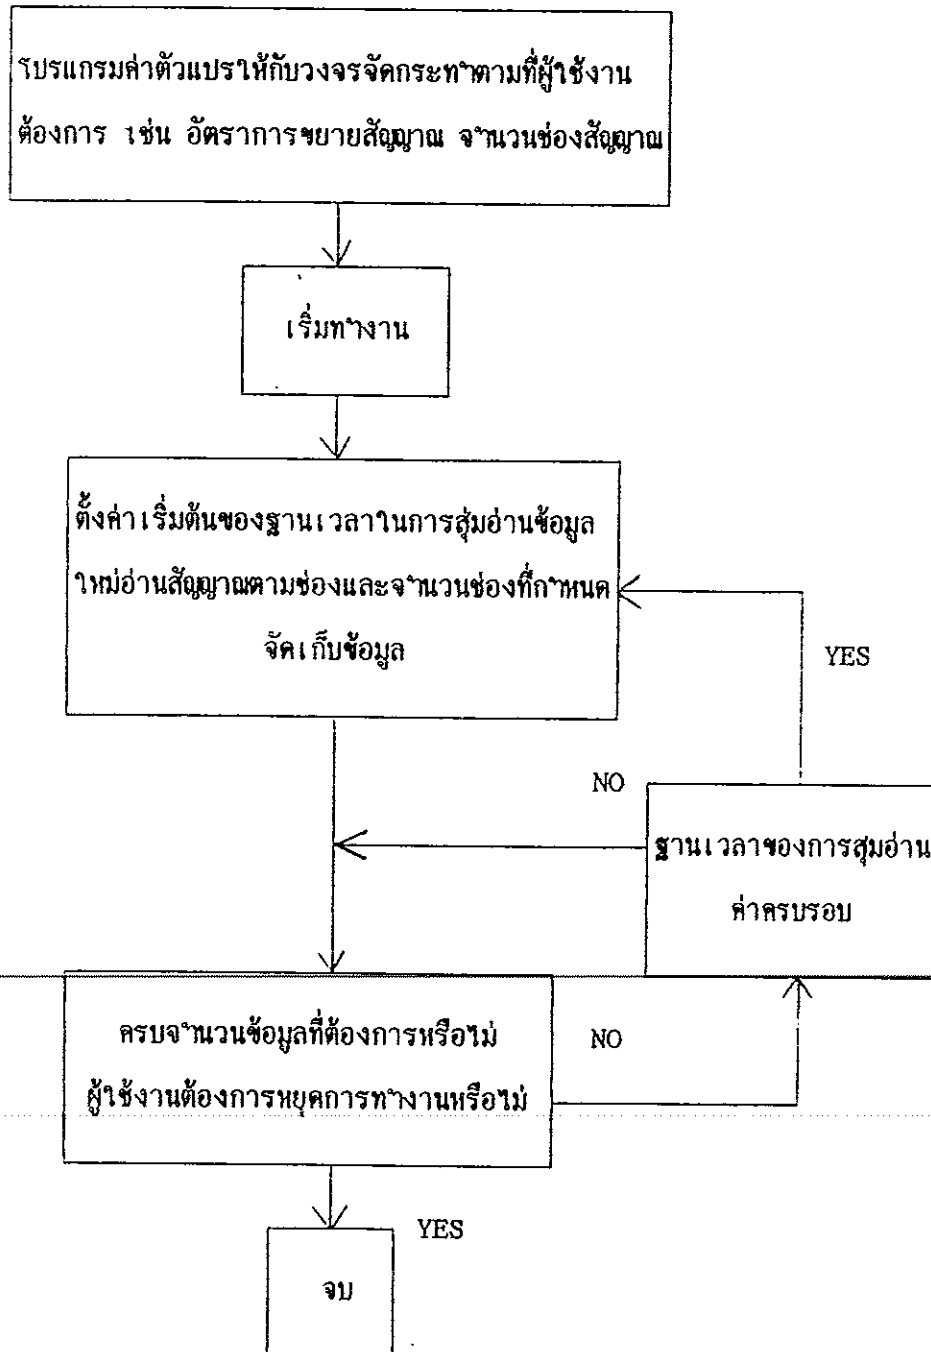 โปรแกรมค่าตัวแปรให้กับวงจรจัดกระทำตามที่ผู้ใช้งาน
ต้องการ เช่น อัตราการขยายสัญญาณ จำนวนช่องสัญญาณ
เริ่มทำงาน
ตั้งค่าเริ่มต้นของฐานเวลาในการสุ่มอ่านข้อมูล
ใหม่อ่านสัญญาณตามช่องและจำนวนช่องที่กำหนด
จัดเก็บข้อมูล
YES
NO
ฐานเวลาของการสุ่มอ่าน
ค่าครบรอบ
ครบจำนวนข้อมูลที่ต้องการหรือไม่
NO
ผู้ใช้งานต้องการหยุดการทำงานหรือไม่
YES
จบ